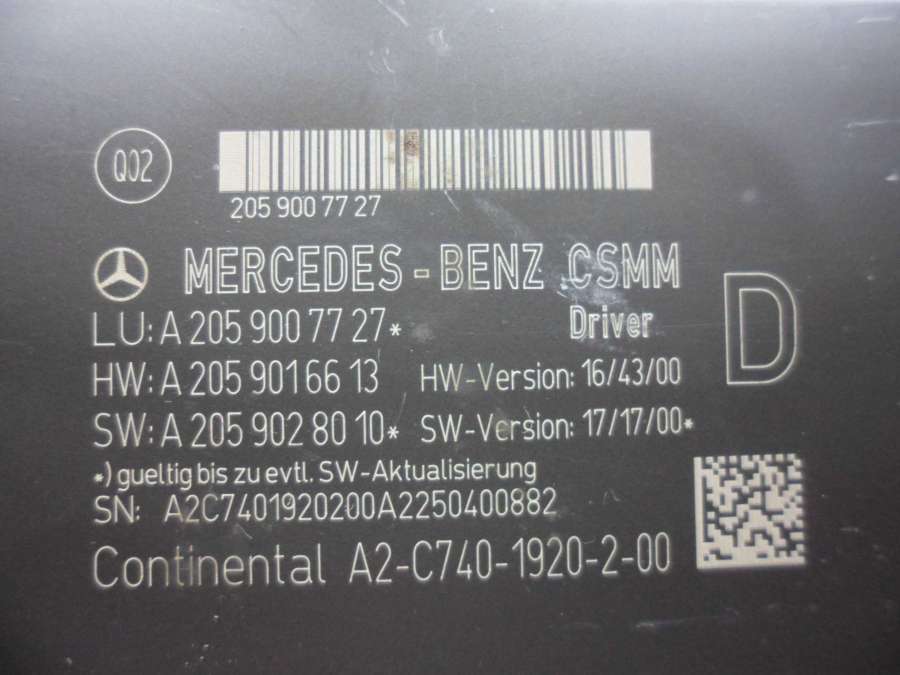 Q02
205 900 77 27
MERCEDES-BENZ CSMM
LU: A 205 900 77 27*
Driver
D
HW: A 205 901 66 13 HW-Version: 16/43/00
SW: A 205 902 80 10* SW-Version: 17/17/00*
*) gueltig bis zu evtl. SW-Aktualisierung
SN: A2C7401920200A2250400882
Continental A2-C740-1920-2-00